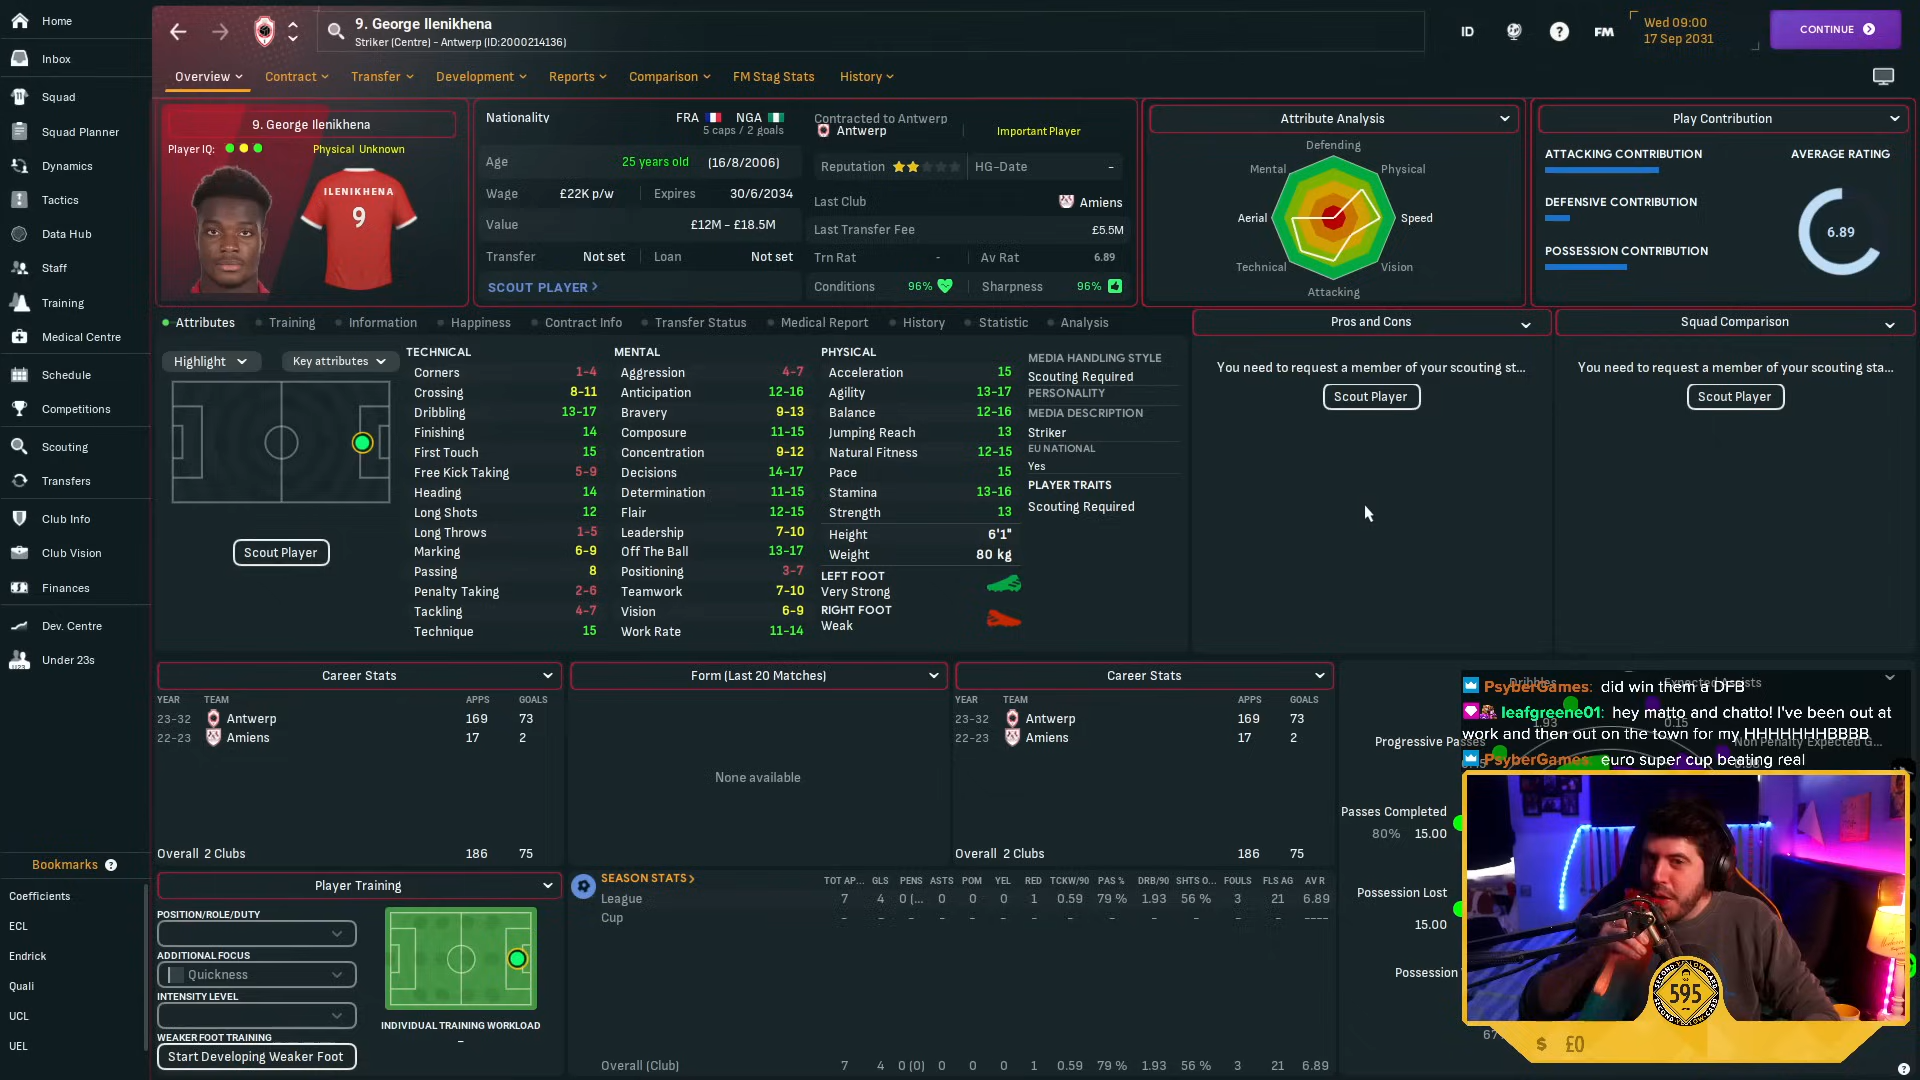 Home
Inbox
Squad
Squad Planner
Dynamics
Tactics
Data Hub
Staff
Training
Medical Centre
Schedule
Competitions
Scouting
Transfers
Club Info
Club Vision
Finances
Dev. Centre
Under 23s
Bookmarks ?
Coefficients
ECL
Endrick
Quali
UCL
UEL
9. George Ilenikhena
Striker (Centre) - Antwerp (ID:2000214136)
ID
?
FM
Wed 09:00
17 Sep 2031
CONTINUE
Overview
Contract
Transfer
Development
Reports
Comparison
FM Stag Stats
History
9. George Ilenikhena
Player IQ:
Physical Unknown
ILENIKHENA
9
Nationality FRA NGA
5 caps / 2 goals
Age 25 years old (16/8/2006)
Wage £22K p/w Expires 30/6/2034
Value £12M - £18.5M
Transfer Not set Loan Not set
SCOUT PLAYER >
Contracted to Antwerp
Antwerp Important Player
Reputation HG-Date -
Last Club Amiens
Last Transfer Fee £5.5M
Trn Rat - Av Rat 6.89
Conditions 96% Sharpness 96%
Attribute Analysis
Defending
Mental Physical
Aerial Speed
Technical Vision
Attacking
Play Contribution
ATTACKING CONTRIBUTION
DEFENSIVE CONTRIBUTION
POSSESSION CONTRIBUTION
AVERAGE RATING
6.89
Attributes
Training
Information
Happiness
Contract Info
Transfer Status
Medical Report
History
Statistic
Analysis
Highlight
Key attributes
Scout Player
TECHNICAL
Corners 1-4
Crossing 8-11
Dribbling 13-17
Finishing 14
First Touch 15
Free Kick Taking 5-9
Heading 14
Long Shots 12
Long Throws 1-5
Marking 6-9
Passing 8
Penalty Taking 2-6
Tackling 4-7
Technique 15
MENTAL
Aggression 4-7
Anticipation 12-16
Bravery 9-13
Composure 11-15
Concentration 9-12
Decisions 14-17
Determination 11-15
Flair 12-15
Leadership 7-10
Off The Ball 13-17
Positioning 3-7
Teamwork 7-10
Vision 6-9
Work Rate 11-14
PHYSICAL
Acceleration 15
Agility 13-17
Balance 12-16
Jumping Reach 13
Natural Fitness 12-15
Pace 15
Stamina 13-16
Strength 13
Height 6'1"
Weight 80 kg
LEFT FOOT
Very Strong
RIGHT FOOT
Weak
MEDIA HANDLING STYLE
Scouting Required
PERSONALITY
MEDIA DESCRIPTION
Striker
EU NATIONAL
Yes
PLAYER TRAITS
Scouting Required
Pros and Cons
You need to request a member of your scouting st...
Scout Player
Squad Comparison
You need to request a member of your scouting sta...
Scout Player
Career Stats
YEAR TEAM APPS GOALS
23-32 Antwerp 169 73
22-23 Amiens 17 2
Overall 2 Clubs 186 75
Form (Last 20 Matches)
None available
Career Stats
YEAR TEAM APPS GOALS
23-32 Antwerp 169 73
22-23 Amiens 17 2
Overall 2 Clubs 186 75
Player Training
POSITION/ROLE/DUTY
ADDITIONAL FOCUS
Quickness
INTENSITY LEVEL
WEAKER FOOT TRAINING
Start Developing Weaker Foot
INDIVIDUAL TRAINING WORKLOAD
-
SEASON STATS >
TOT AP... GLS PENS ASTS POM YEL RED TCKW/90 PAS % DRB/90 SHTS O... FOULS FLS AG AV R
League 7 4 0 (... 0 0 0 1 0.59 79 % 1.93 56 % 3 21 6.89
Cup - - - - - - - - - - - - - ----
Overall (Club) 7 4 0 (0) 0 0 0 1 0.59 79 % 1.93 56 % 3 21 6.89
Dribbles
1.93
Expected Assists
0.15
Progressive Passes
Non Penalty Expected G...
Passes Completed
80% 15.00
Possession Lost
15.00
Possession
PsyberGames: did win them a DFB
leafgreene01: hey matto and chatto! I've been out at
work and then out on the town for my HHHHHHHBBBB
PsyberGames: euro super cup beating real
SECOND YELLOW CARD
595
$ £0
?